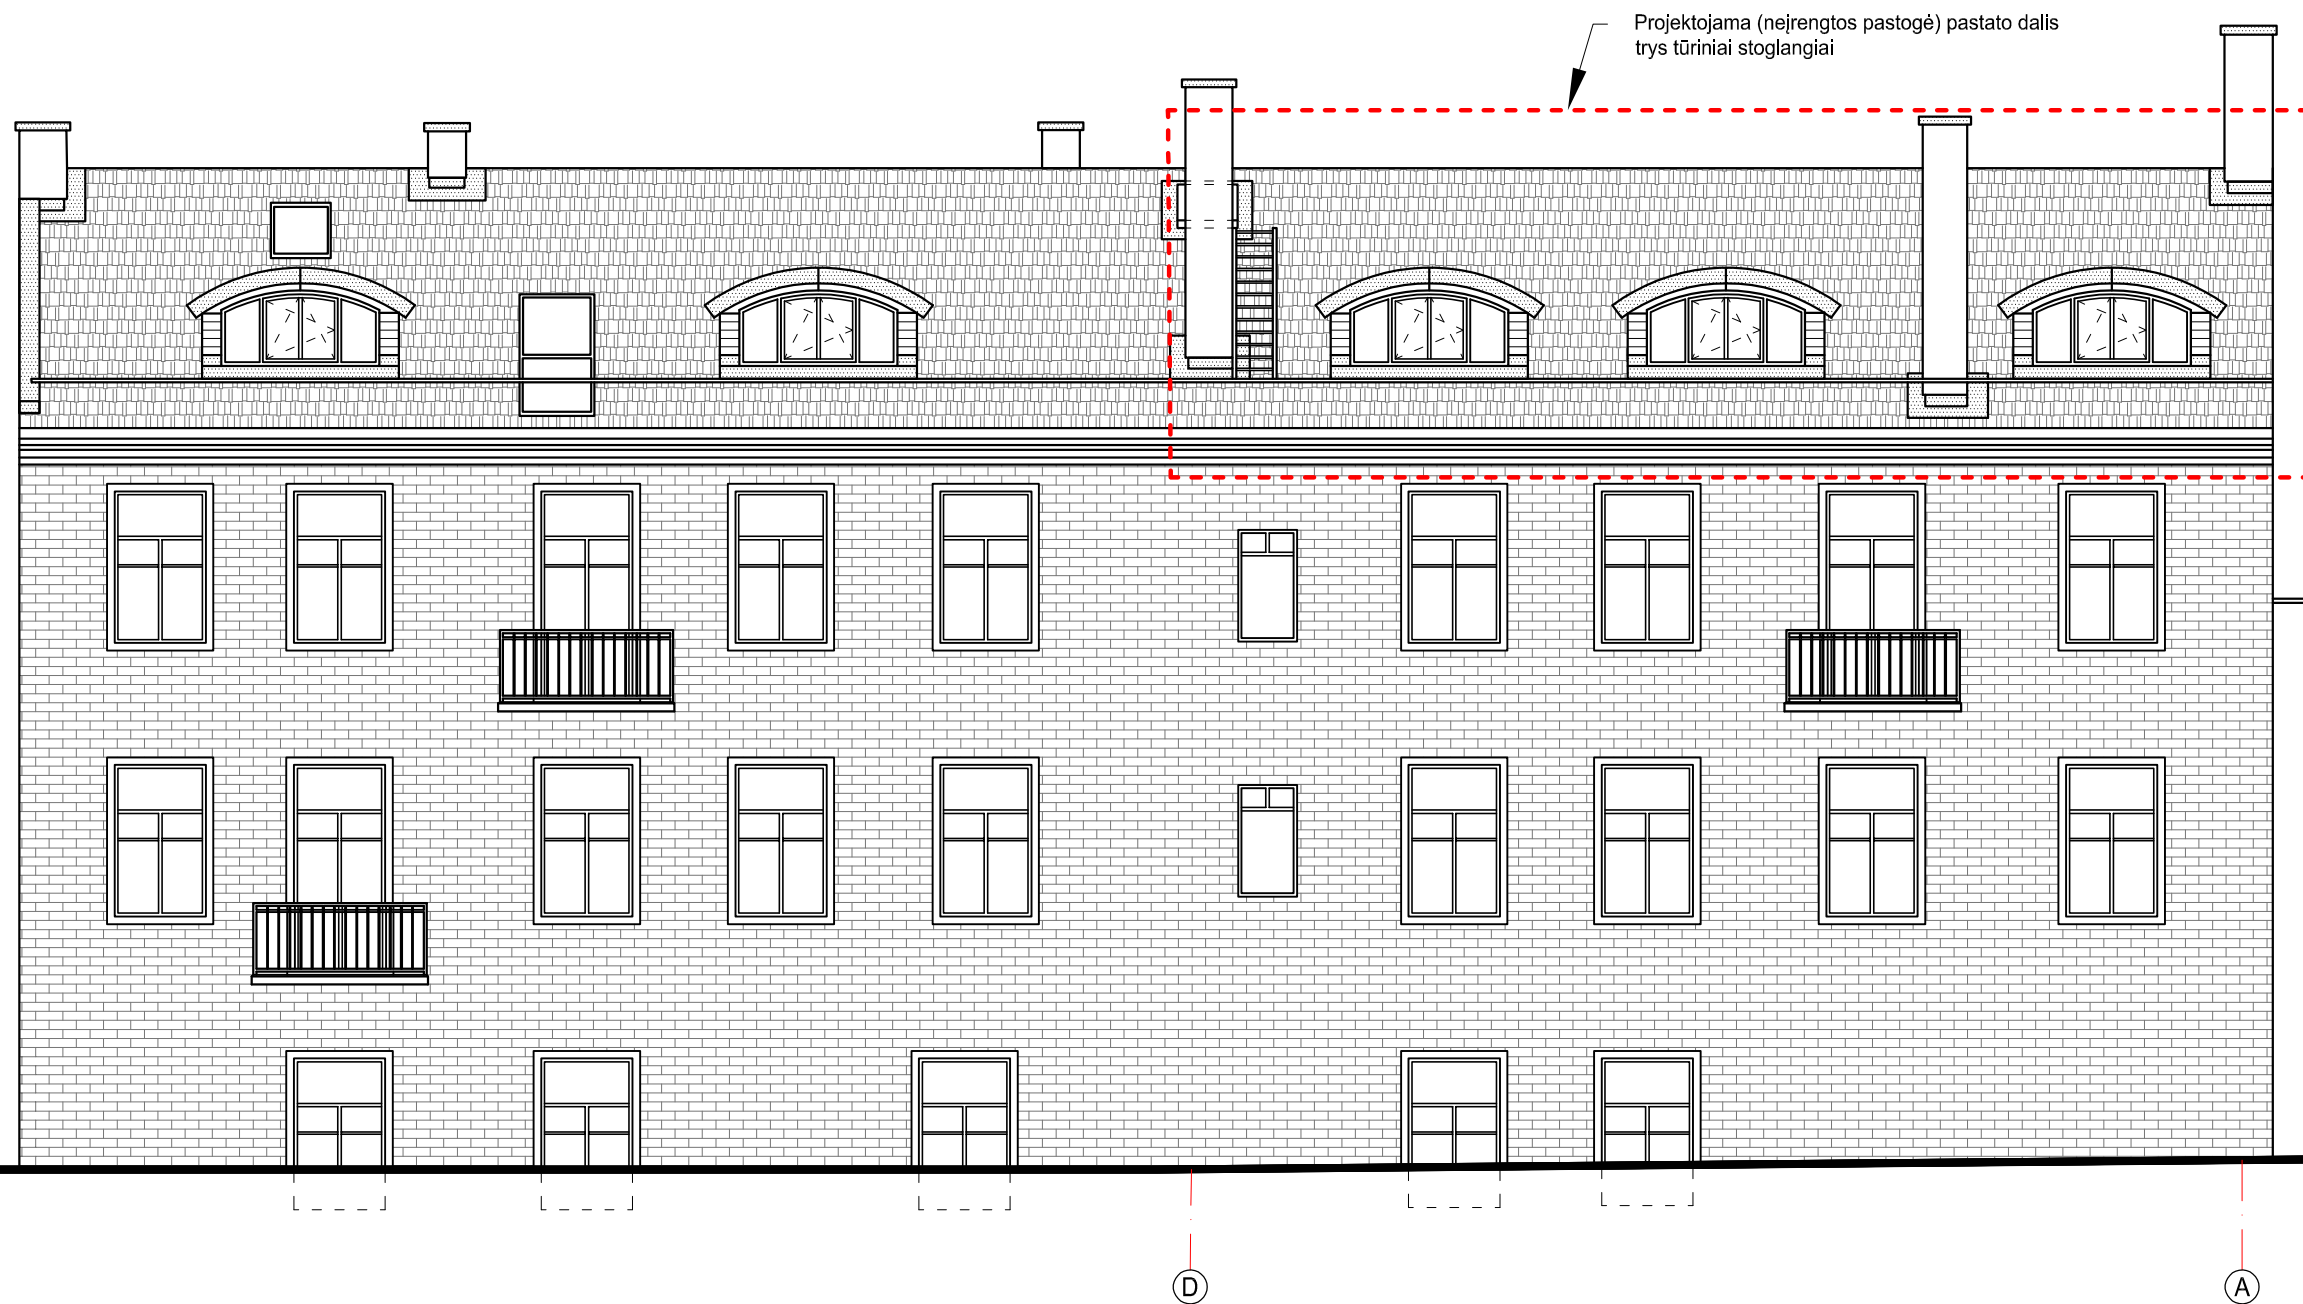 Projektojama (neįrengtos pastogė) pastato dalis
trys tūriniai stoglangiai
D
A